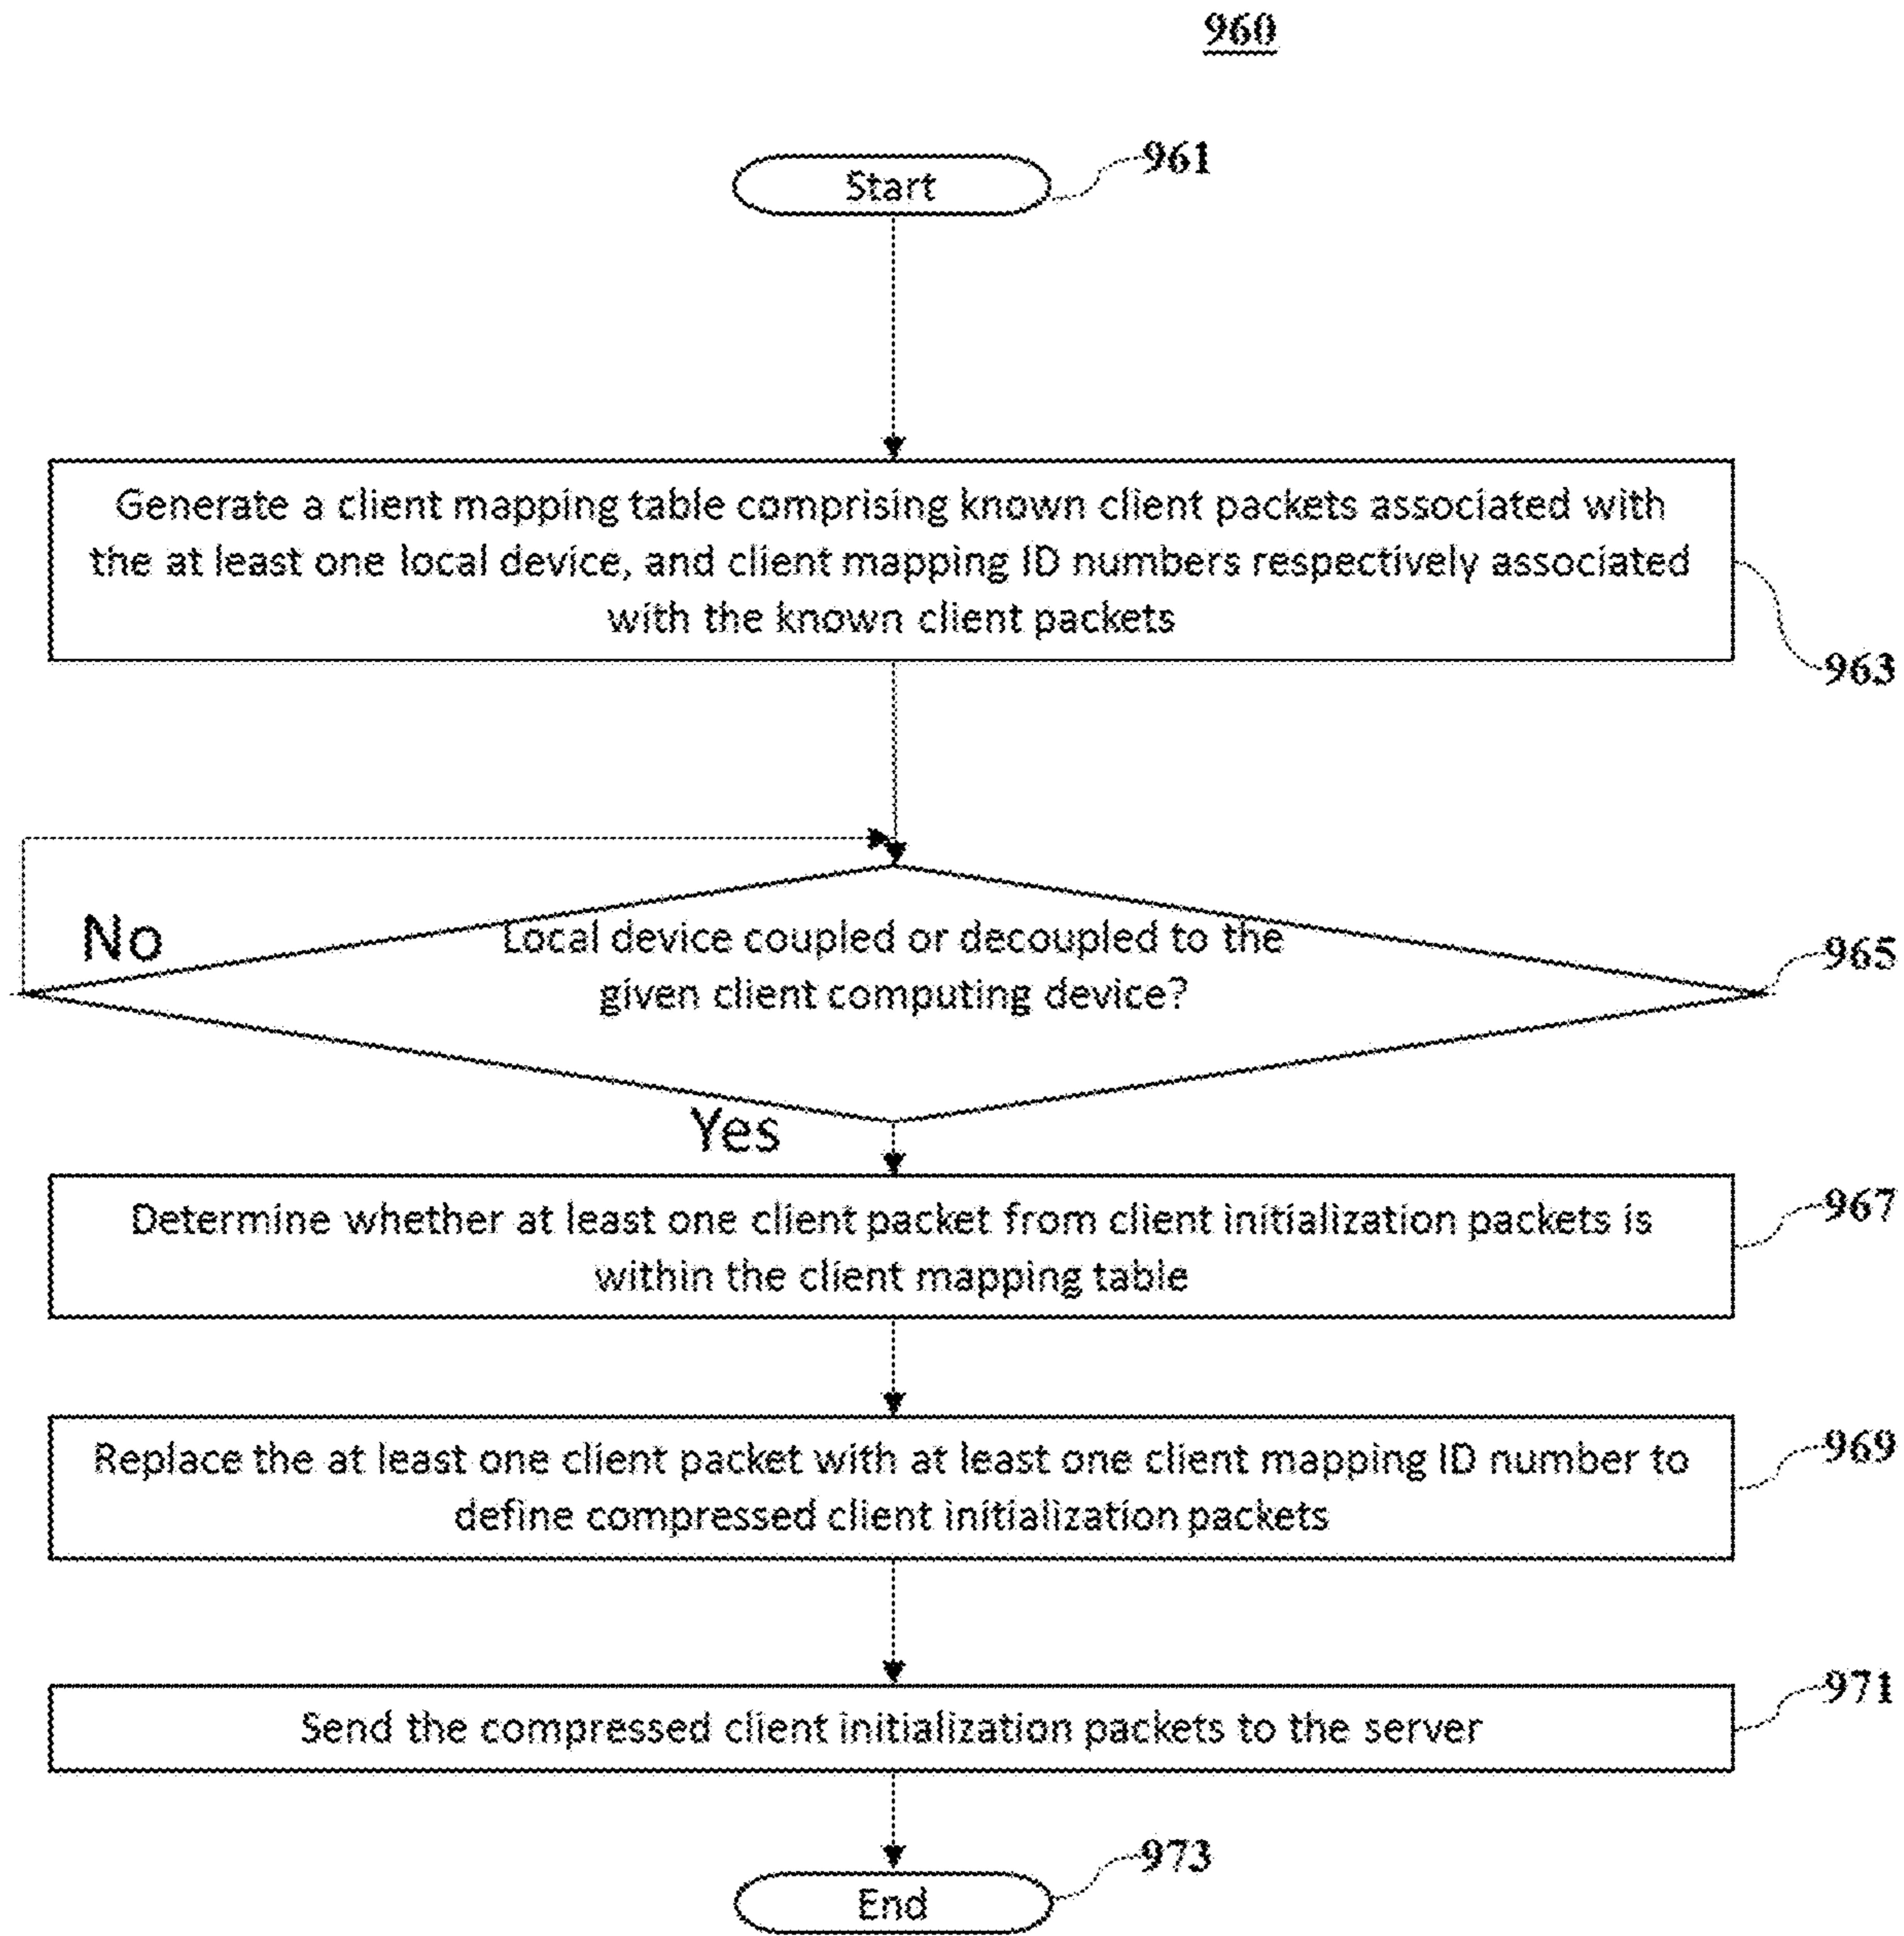 960
Start
961
Generate a client mapping table comprising known client packets associated with
the at least one local device, and client mapping ID numbers respectively associated
with the known client packets
963
No
Local device coupled or decoupled to the
given client computing device?
965
Yes
Determine whether at least one client packet from client initialization packets is
within the client mapping table
967
Replace the at least one client packet with at least one client mapping ID number to
define compressed client initialization packets
969
Send the compressed client initialization packets to the server
971
End
973